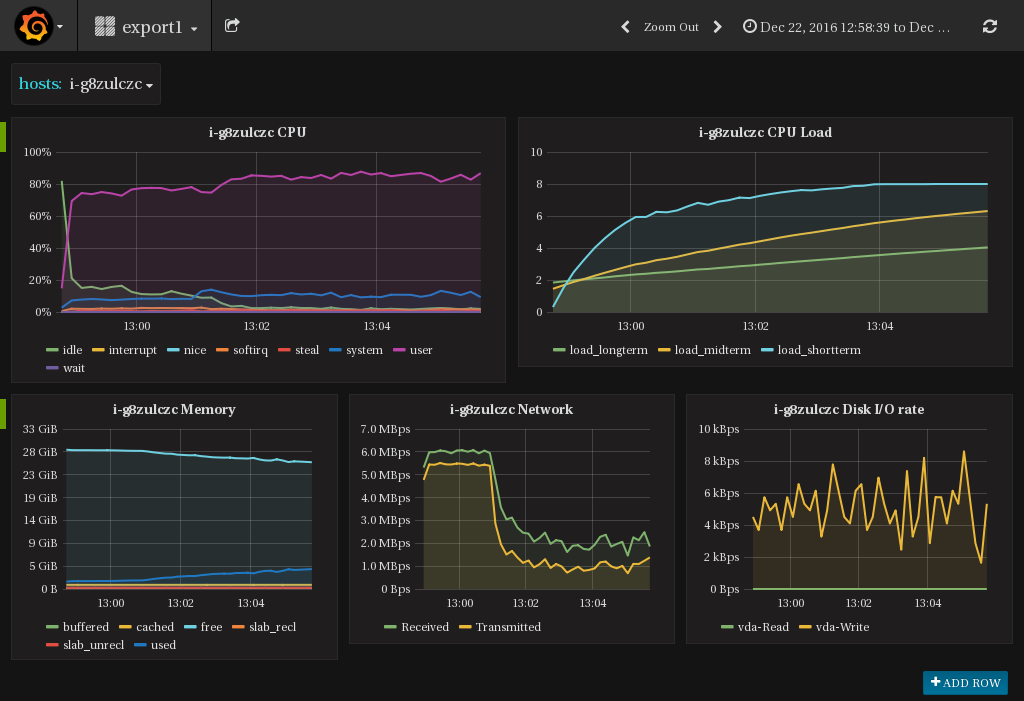 export1
Zoom Out
Dec 22, 2016 12:58:39 to Dec ...
hosts: i-g8zulczc
i-g8zulczc CPU
100%
80%
60%
40%
20%
0%
13:00 13:02 13:04
idle interrupt nice softirq steal system user
wait
i-g8zulczc CPU Load
10
8
6
4
2
0
13:00 13:02 13:04
load_longterm load_midterm load_shortterm
i-g8zulczc Memory
33 GiB
28 GiB
23 GiB
19 GiB
14 GiB
9 GiB
5 GiB
0 B
13:00 13:02 13:04
buffered cached free slab_recl
slab_unrecl used
i-g8zulczc Network
7.0 MBps
6.0 MBps
5.0 MBps
4.0 MBps
3.0 MBps
2.0 MBps
1.0 MBps
0 Bps
13:00 13:02 13:04
Received Transmitted
i-g8zulczc Disk I/O rate
10 kBps
8 kBps
6 kBps
4 kBps
2 kBps
0 Bps
13:00 13:02 13:04
vda-Read vda-Write
ADD ROW